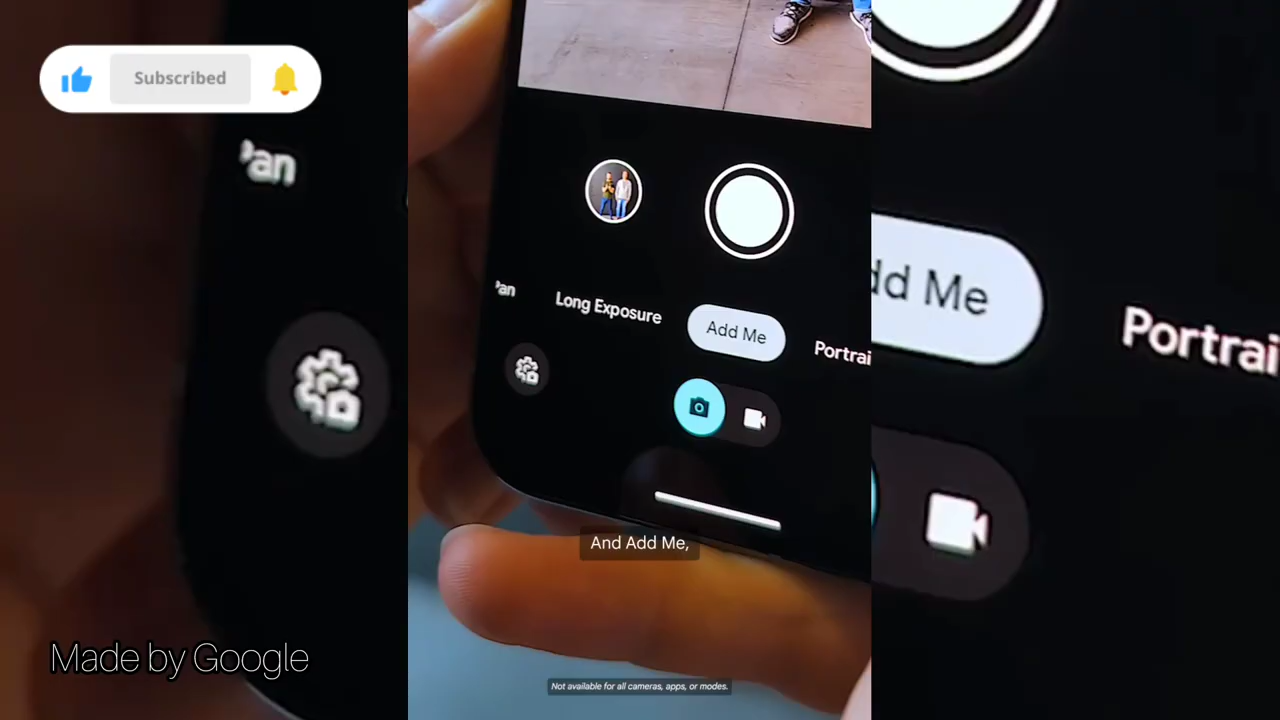 Subscribed
Pan
Long Exposure
Add Me
Portrai
dd Me
Portrai
And Add Me,
Made by Google
Not available for all cameras, apps, or modes.